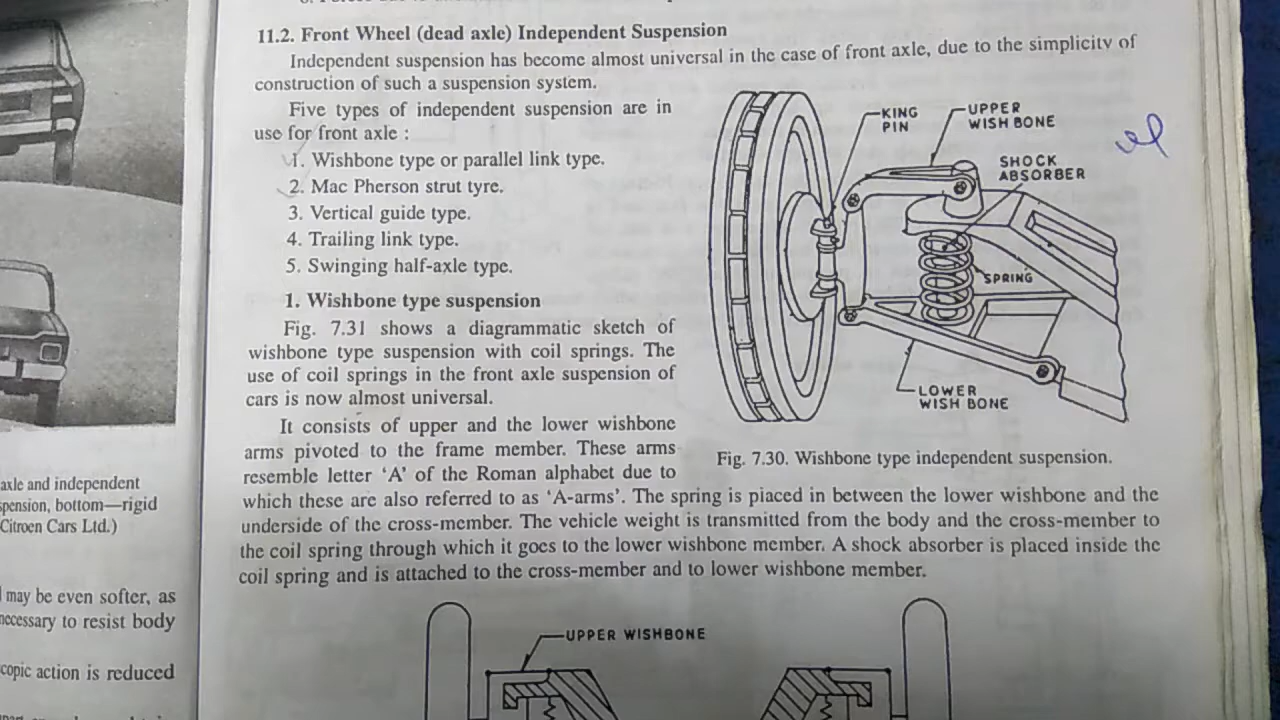 11.2. Front Wheel (dead axle) Independent Suspension
Independent suspension has become almost universal in the case of front axle, due to the simplicity of
construction of such a suspension system.
Five types of independent suspension are in
use for front axle :
1. Wishbone type or parallel link type.
2. Mac Pherson strut tyre.
3. Vertical guide type.
4. Trailing link type.
5. Swinging half-axle type.
1. Wishbone type suspension
Fig. 7.31 shows a diagrammatic sketch of
wishbone type suspension with coil springs. The
use of coil springs in the front axle suspension of
cars is now almost universal.
It consists of upper and the lower wishbone
arms pivoted to the frame member. These arms
resemble letter ‘A’ of the Roman alphabet due to
which these are also referred to as ‘A-arms’. The spring is placed in between the lower wishbone and the
underside of the cross-member. The vehicle weight is transmitted from the body and the cross-member to
the coil spring through which it goes to the lower wishbone member. A shock absorber is placed inside the
coil spring and is attached to the cross-member and to lower wishbone member.
KING
PIN
UPPER
WISH BONE
SHOCK
ABSORBER
SPRING
LOWER
WISH BONE
Fig. 7.30. Wishbone type independent suspension.
UPPER WISHBONE
axle and independent
spension, bottom—rigid
Citroen Cars Ltd.)
may be even softer, as
necessary to resist body
copic action is reduced